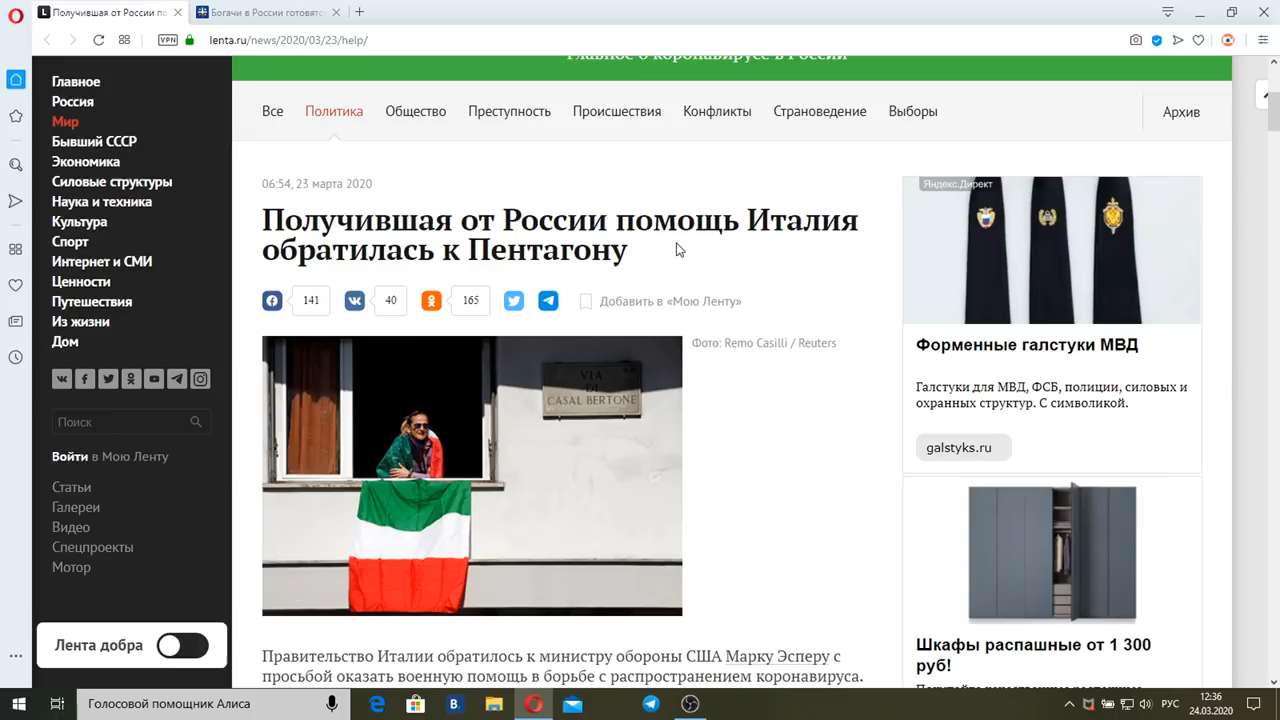 Получившая от России по
Богачи в России готовятс
VPN
lenta.ru/news/2020/03/23/help/
Главное о коронавирусе в России
Главное
Россия
Мир
Бывший СССР
Экономика
Силовые структуры
Наука и техника
Культура
Спорт
Интернет и СМИ
Ценности
Путешествия
Из жизни
Дом
Поиск
Войти в Мою Ленту
Статьи
Галереи
Видео
Спецпроекты
Мотор
Лента добра
Все
Политика
Общество
Преступность
Происшествия
Конфликты
Страноведение
Выборы
Архив
06:54, 23 марта 2020
Получившая от России помощь Италия
обратилась к Пентагону
141
40
165
Добавить в «Мою Ленту»
Фото: Remo Casilli / Reuters
VIA
DI
CASAL BERTONE
Правительство Италии обратилось к министру обороны США Марку Эсперу с
просьбой оказать военную помощь в борьбе с распространением коронавируса.
Яндекс.Директ
Форменные галстуки МВД
Галстуки для МВД, ФСБ, полиции, силовых и
охранных структур. С символикой.
galstyks.ru
Шкафы распашные от 1 300
руб!
Голосовой помощник Алиса
РУС
12:36
24.03.2020